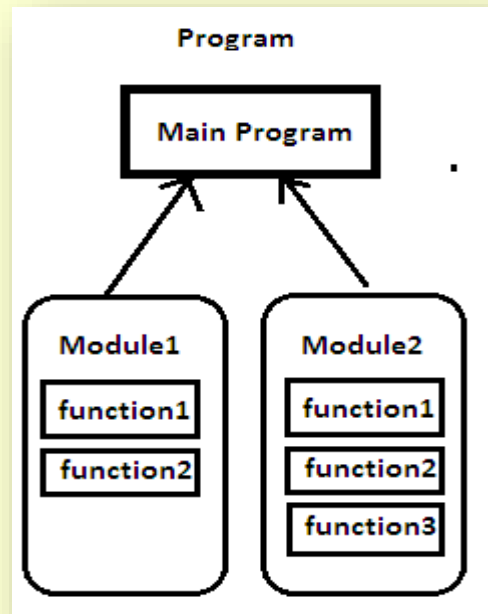 Program
Main Program
Module1
function1
function2
Module2
function1
function2
function3